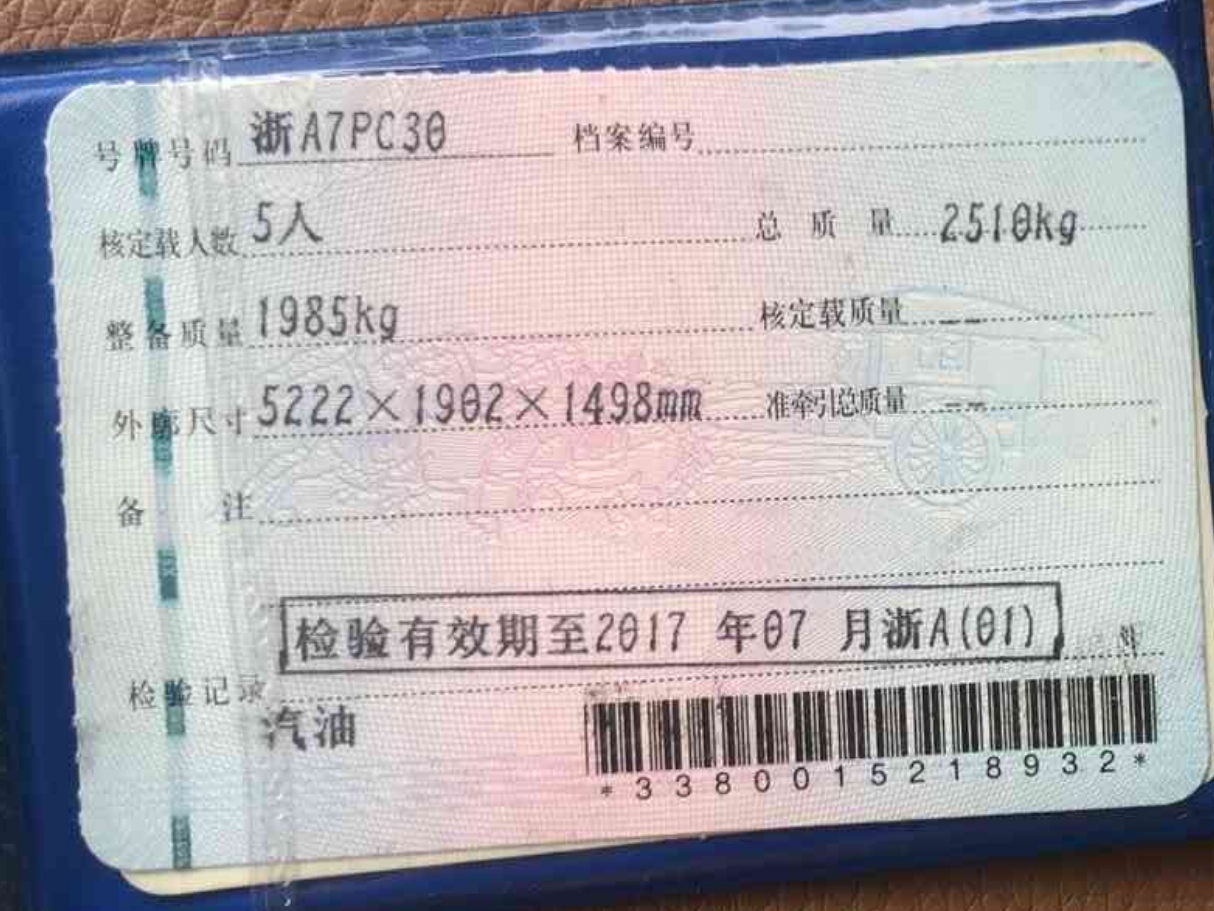 号牌号码 浙A7PC30 档案编号
核定载人数 5人 总质量 2510kg
整备质量 1985kg 核定载质量 --
外廓尺寸 5222×1902×1498mm 准牵引总质量 --
备注
检验有效期至2017 年07 月浙A(01)
检验记录
汽油
*3380015218932*